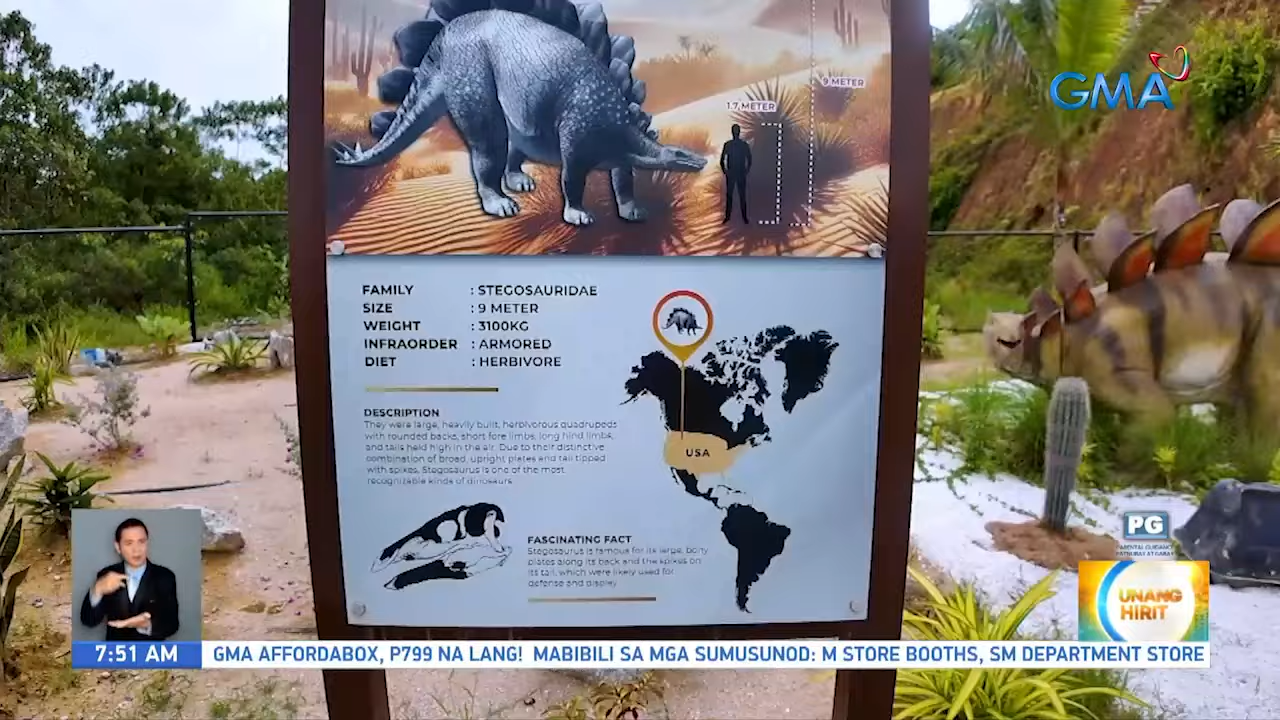 GMA
9 METER
1.7 METER
FAMILY : STEGOSAURIDAE
SIZE : 9 METER
WEIGHT : 3100KG
INFRAORDER : ARMORED
DIET : HERBIVORE
DESCRIPTION
They were large, heavily built, herbivorous quadrupeds
with rounded backs, short fore limbs, long hind limbs,
and tails held high in the air. Due to their distinctive
combination of broad, upright plates and tail tipped
with spikes, Stegosaurus is one of the most
recognizable kinds of dinosaurs
USA
FASCINATING FACT
Stegosaurus is famous for its large, bony
plates along its back and the spikes on
its tail, which were likely used for
defense and display
PG
PARENTAL GUIDANCE
PATNUBAY AT GABAY
UNANG
HIRIT
7:51 AM
GMA AFFORDABOX, P799 NA LANG! MABIBILI SA MGA SUMUSUNOD: M STORE BOOTHS, SM DEPARTMENT STORE